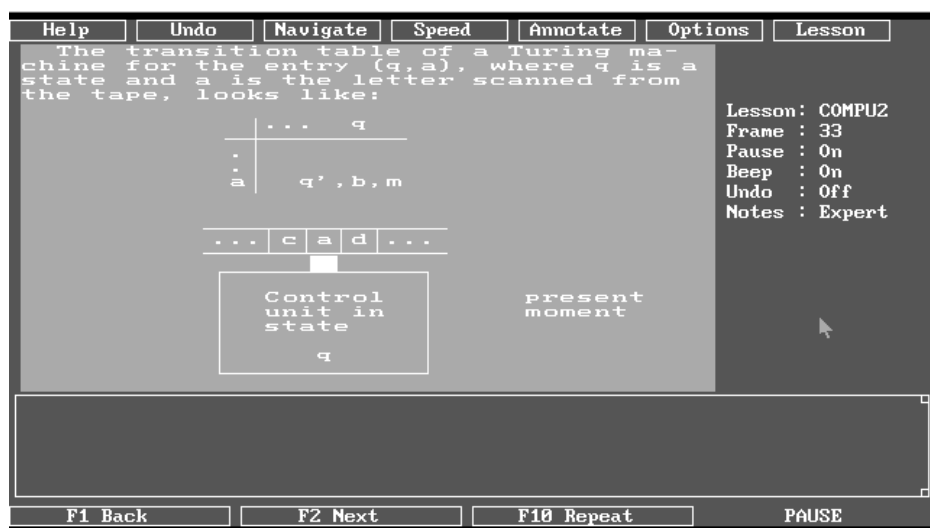 Help Undo Navigate Speed Annotate Options Lesson
The transition table of a Turing ma-
chine for the entry (q,a), where q is a
state and a is the letter scanned from
the tape, looks like:
... q
.
.
a q',b,m
... c a d ...
Control
unit in
state
q
present
moment
Lesson: COMPU2
Frame : 33
Pause : On
Beep : On
Undo : Off
Notes : Expert
F1 Back F2 Next F10 Repeat PAUSE